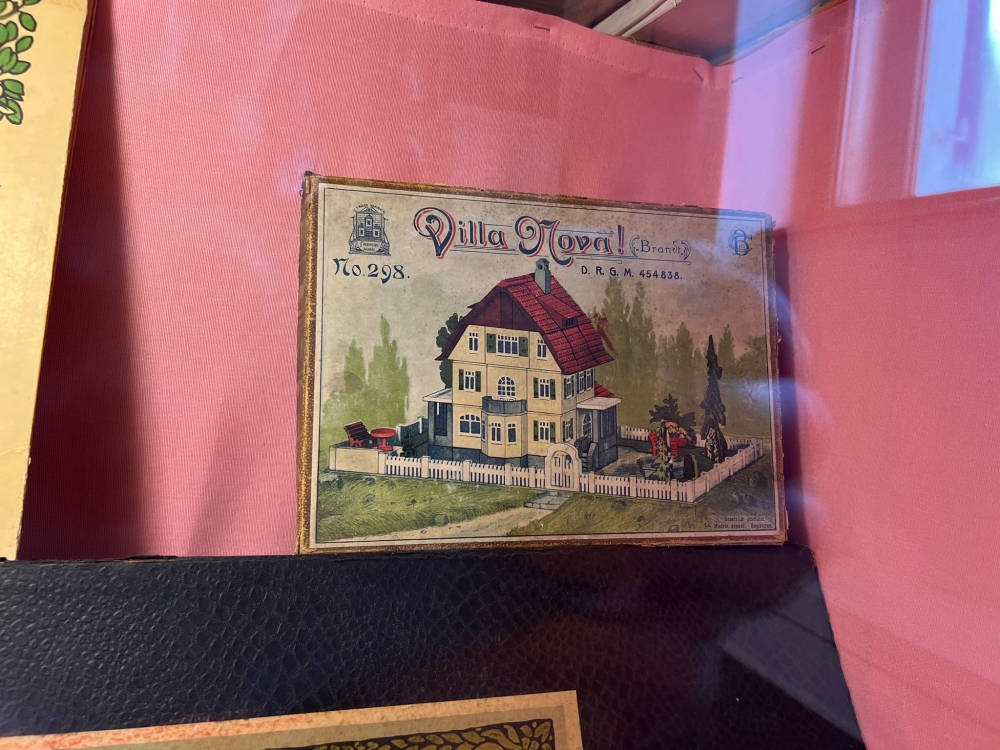 Villa Nova! (Brandt.)
No. 298.
D. R. G. M. 454838.